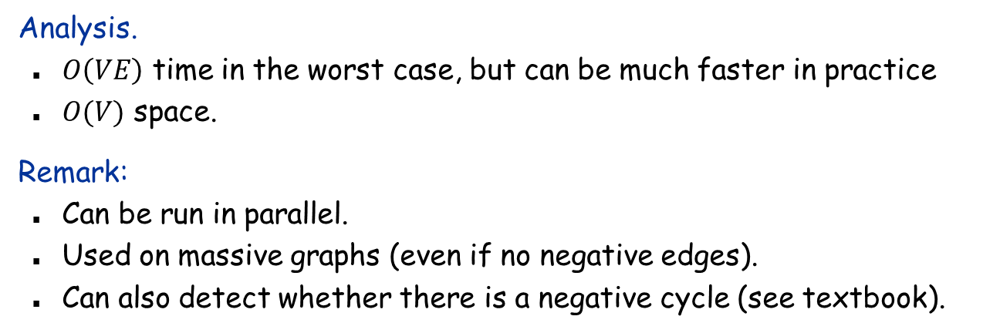 Analysis.
▪ O(VE) time in the worst case, but can be much faster in practice
▪ O(V) space.
Remark:
▪ Can be run in parallel.
▪ Used on massive graphs (even if no negative edges).
▪ Can also detect whether there is a negative cycle (see textbook).